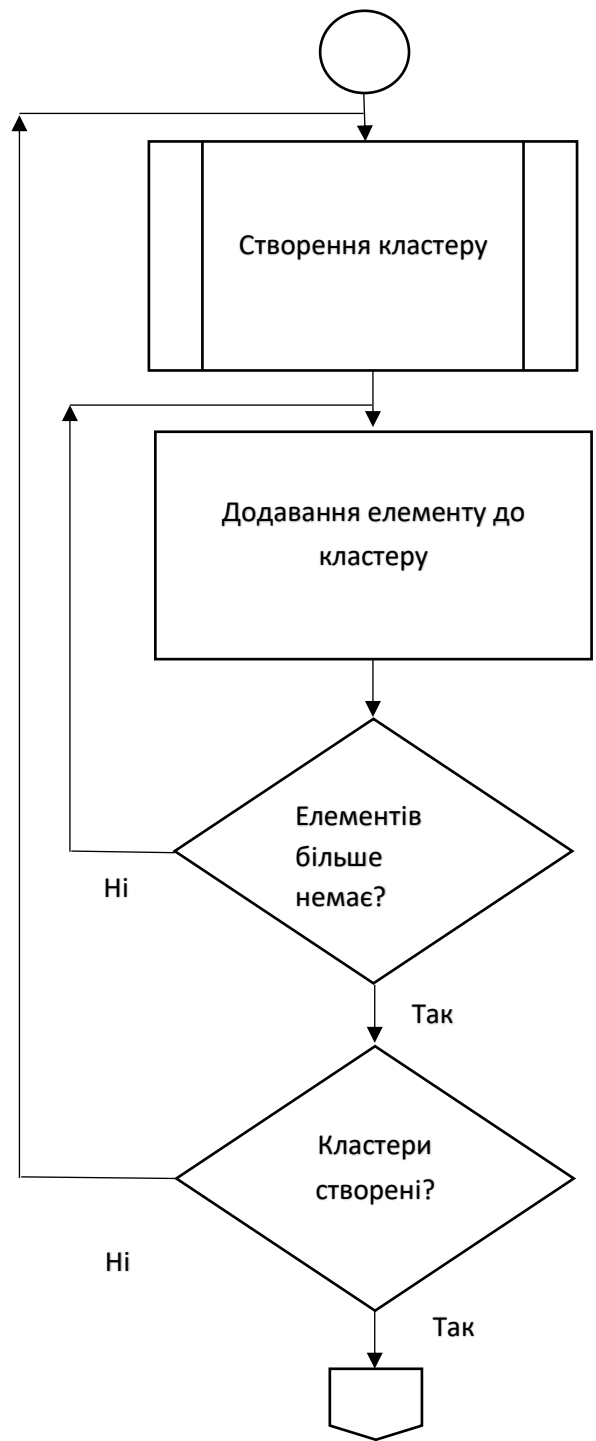 Створення кластеру
Додавання елементу до
кластеру
Елементів
більше
немає?
Ні
Так
Кластери
створені?
Ні
Так